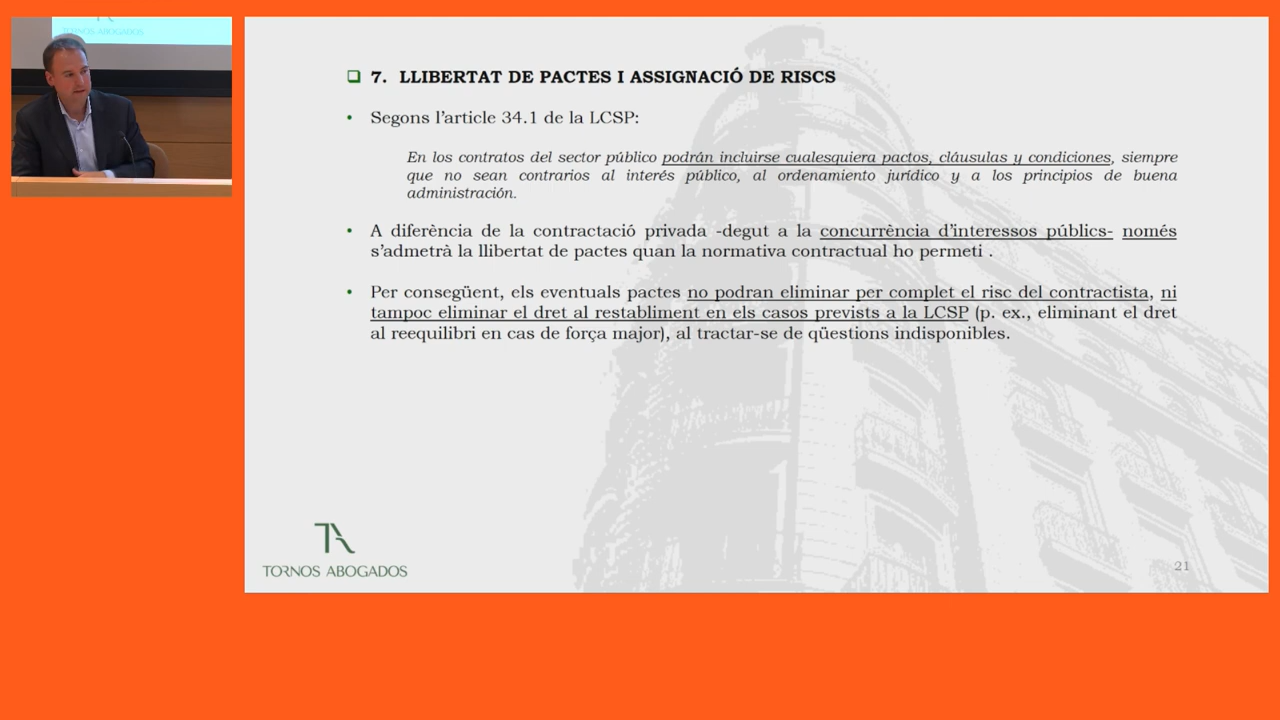 TORNOS ABOGADOS
7. LLIBERTAT DE PACTES I ASSIGNACIÓ DE RISCS
• Segons l'article 34.1 de la LCSP:
En los contratos del sector público podrán incluirse cualesquiera pactos, cláusulas y condiciones, siempre
que no sean contrarios al interés público, al ordenamiento jurídico y a los principios de buena
administración.
• A diferència de la contractació privada -degut a la concurrència d'interessos públics- només
s'admetrà la llibertat de pactes quan la normativa contractual ho permeti .
• Per consegüent, els eventuals pactes no podran eliminar per complet el risc del contractista, ni
tampoc eliminar el dret al restabliment en els casos prevists a la LCSP (p. ex., eliminant el dret
al reequilibri en cas de força major), al tractar-se de qüestions indisponibles.
TA
TORNOS ABOGADOS
21